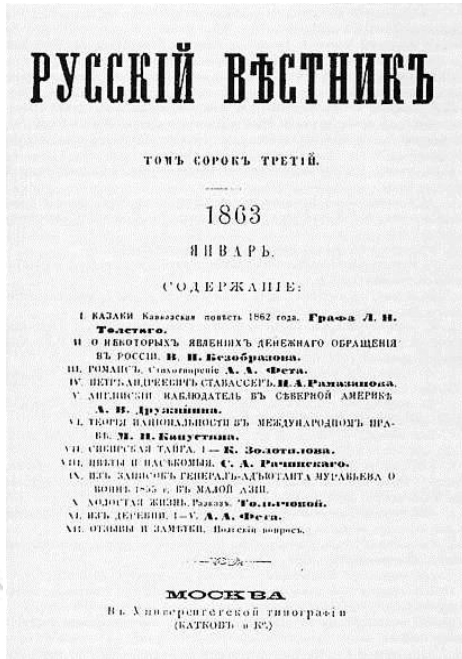 РУССКІЙ ВѢСТНИКЪ
ТОМЪ СОРОКЪ ТРЕТІЙ.
1863
ЯНВАРЬ.
СОДЕРЖАНІЕ:
I. КАЗАКИ Кавказская повѣсть 1862 года. Графа Л. Н.
Толстаго.
II О НѢКОТОРЫХЪ ЯВЛЕНІЯХЪ ДЕНЕЖНАГО ОБРАЩЕНІЯ
ВЪ РОССІИ. В. П. Безобразова.
III. РОМАНСЪ, Стихотвореніе А. А. Фета.
IV. ПЕТРЪ АНДРЕЕВИЧЪ СТАВАССЕРЪ. Н. А. Рамазанова.
V. АНГЛІЙСКІЙ НАБЛЮДАТЕЛЬ ВЪ СѢВЕРНОЙ АМЕРИКѢ
А. В. Дружинина.
VI. ТЕОРІЯ НАЦІОНАЛЬНОСТИ ВЪ МЕЖДУНАРОДНОМЪ ПРА-
ВѢ. М. Н. Капустина.
VII. СИБИРСКАЯ ТАЙГА. I — К. Золотилова.
VIII. ЦВѢТЫ И НАСѢКОМЫЯ. С. А. Рачинскаго.
IX. ИЗЪ ЗАПИСОКЪ ГЕНЕРАЛЪ-АДЪЮТАНТА МУРАВЬЕВА О
ВОЙНѢ 1855 г. ВЪ МАЛОЙ АЗІИ.
X. ХОЛОСТАЯ ЖИЗНЬ. Разказъ. Толычовой.
XI. ИЗЪ ДЕРЕВНИ. I—V. А. А. Фета.
XII. ОТЗЫВЫ И ЗАМѢТКИ. Польскій вопросъ.
МОСКВА
Въ Университетской типографіи
(КАТКОВЪ и Кº.)